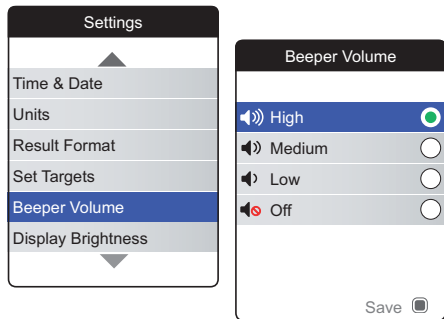 Settings
Time & Date
Units
Result Format
Set Targets
Beeper Volume
Display Brightness
Beeper Volume
High
Medium
Low
Off
Save